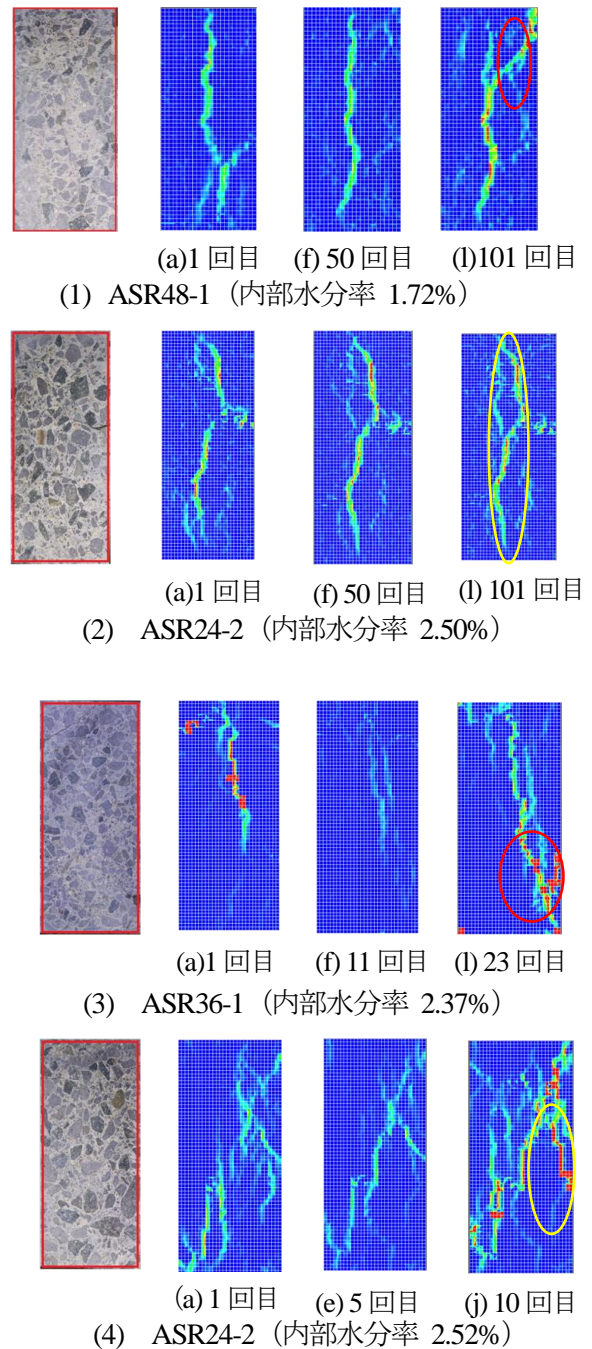 (a)1 回目 (f) 50 回目 (l)101 回目
(1) ASR48-1（内部水分率 1.72%）
(a)1 回目 (f) 50 回目 (l) 101 回目
(2) ASR24-2（内部水分率 2.50%）
(a)1 回目 (f) 11 回目 (l) 23 回目
(3) ASR36-1（内部水分率 2.37%）
(a) 1 回目 (e) 5 回目 (j) 10 回目
(4) ASR24-2（内部水分率 2.52%）